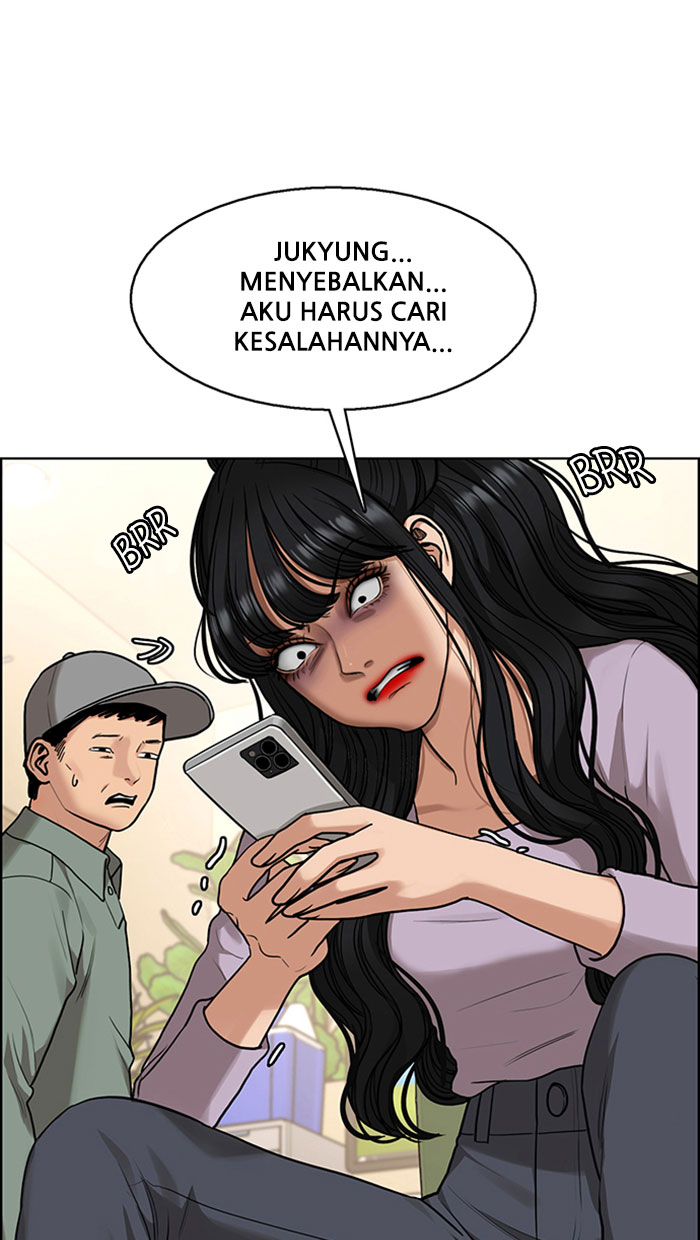 JUKYUNG...
MENYEBALKAN...
AKU HARUS CARI
KESALAHANNYA...
BRR
BRR